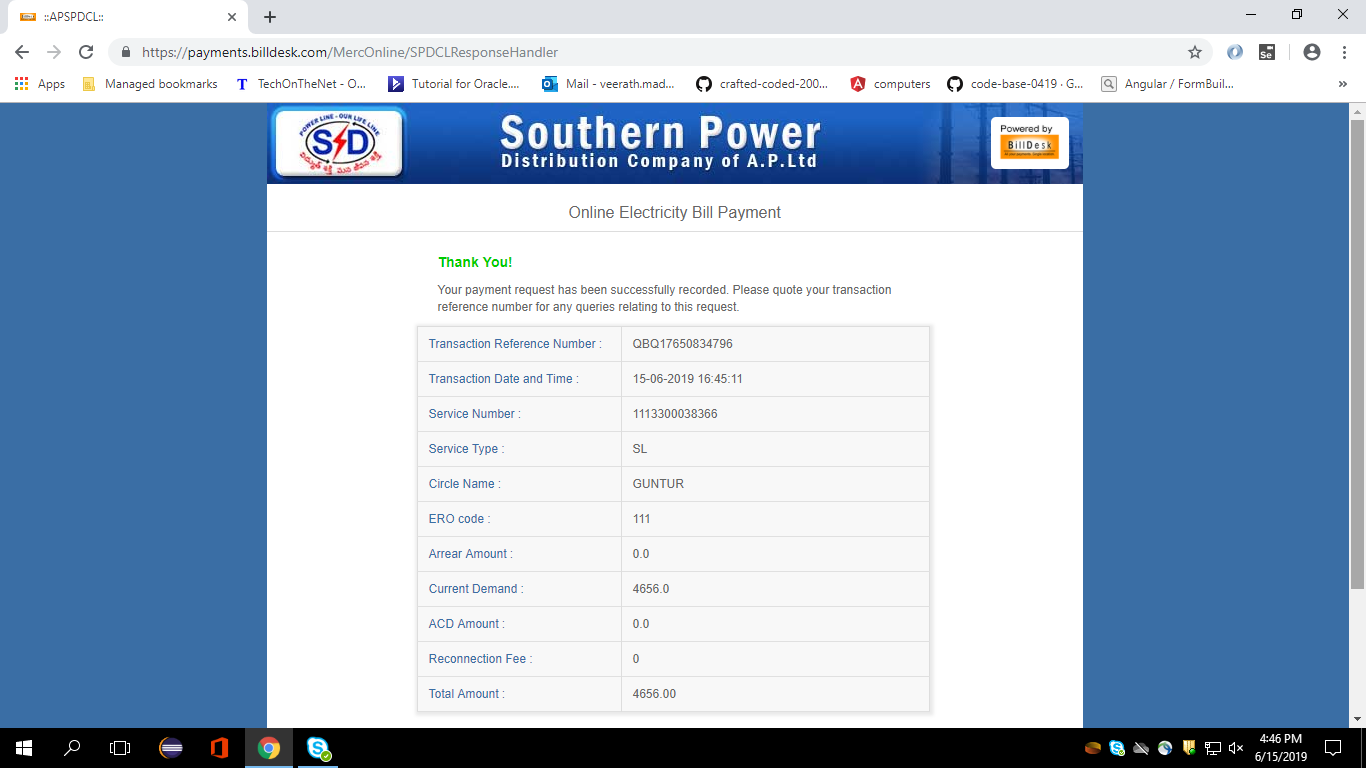 ::APSPDCL::
https://payments.billdesk.com/MercOnline/SPDCLResponseHandler
Se
Apps
Managed bookmarks
T TechOnTheNet - O...
Tutorial for Oracle....
Mail - veerath.mad...
crafted-coded-200...
computers
code-base-0419 · G...
Angular / FormBuil...
»
POWER LINE - OUR LIFE LINE
Southern Power
Distribution Company of A.P.Ltd
Powered by
BillDesk
Online Electricity Bill Payment
Thank You!
Your payment request has been successfully recorded. Please quote your transaction
reference number for any queries relating to this request.
Transaction Reference Number : QBQ17650834796
Transaction Date and Time : 15-06-2019 16:45:11
Service Number : 1113300038366
Service Type : SL
Circle Name : GUNTUR
ERO code : 111
Arrear Amount : 0.0
Current Demand : 4656.0
ACD Amount : 0.0
Reconnection Fee : 0
Total Amount : 4656.00
4:46 PM
6/15/2019